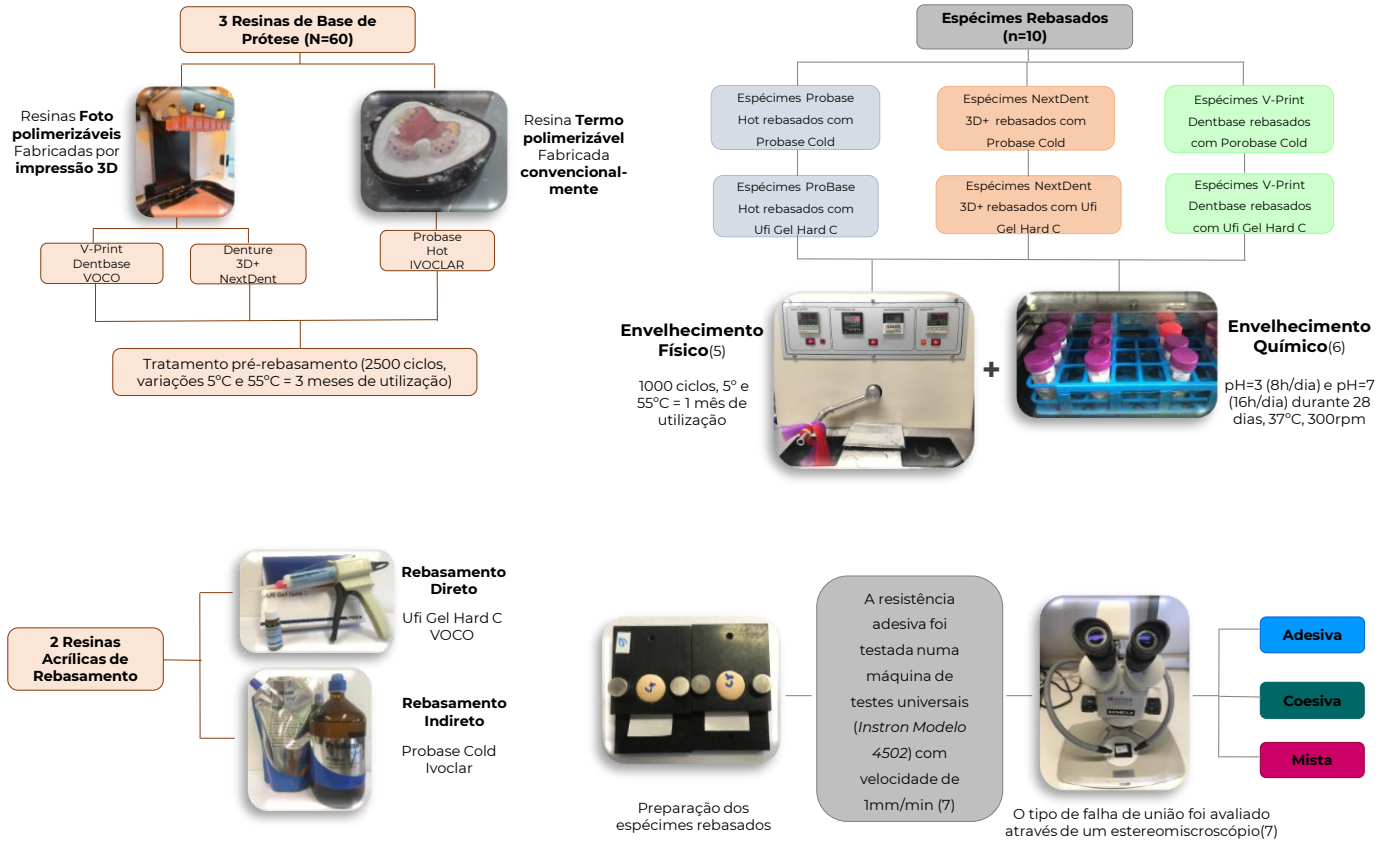 3 Resinas de Base de
Prótese (N=60)
Resinas Foto
polimerizáveis
Fabricadas por
impressão 3D
Resina Termo
polimerizável
Fabricada
convencional-
mente
V-Print
Dentbase
VOCO
Denture
3D+
NextDent
Probase
Hot
IVOCLAR
Tratamento pré-rebasamento (2500 ciclos,
variações 5ºC e 55ºC = 3 meses de utilização)
Espécimes Rebasados
(n=10)
Espécimes Probase
Hot rebasados com
Probase Cold
Espécimes NextDent
3D+ rebasados com
Probase Cold
Espécimes V-Print
Dentbase rebasados
com Porobase Cold
Espécimes ProBase
Hot rebasados com
Ufi Gel Hard C
Espécimes NextDent
3D+ rebasados com Ufi
Gel Hard C
Espécimes V-Print
Dentbase rebasados
com Ufi Gel Hard C
Envelhecimento
Físico(5)
1000 ciclos, 5º e
55ºC = 1 mês de
utilização
+
Envelhecimento
Químico(6)
pH=3 (8h/dia) e pH=7
(16h/dia) durante 28
dias, 37ºC, 300rpm
2 Resinas
Acrílicas de
Rebasamento
Rebasamento
Direto
Ufi Gel Hard C
VOCO
Rebasamento
Indireto
Probase Cold
Ivoclar
ProBase
Preparação dos
espécimes rebasados
A resistência
adesiva foi
testada numa
máquina de
testes universais
(Instron Modelo
4502) com
velocidade de
1mm/min (7)
O tipo de falha de união foi avaliado
através de um estereomiscroscópio(7)
Adesiva
Coesiva
Mista